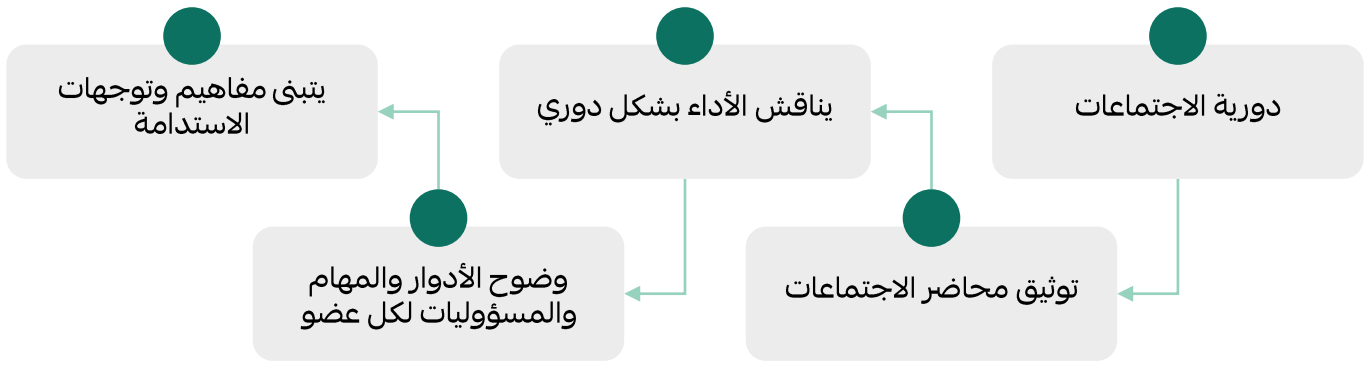 دورية الاجتماعات
توثيق محاضر الاجتماعات
يناقش الأداء بشكل دوري
وضوح الأدوار والمهام
والمسؤوليات لكل عضو
يتبنى مفاهيم وتوجهات
الاستدامة